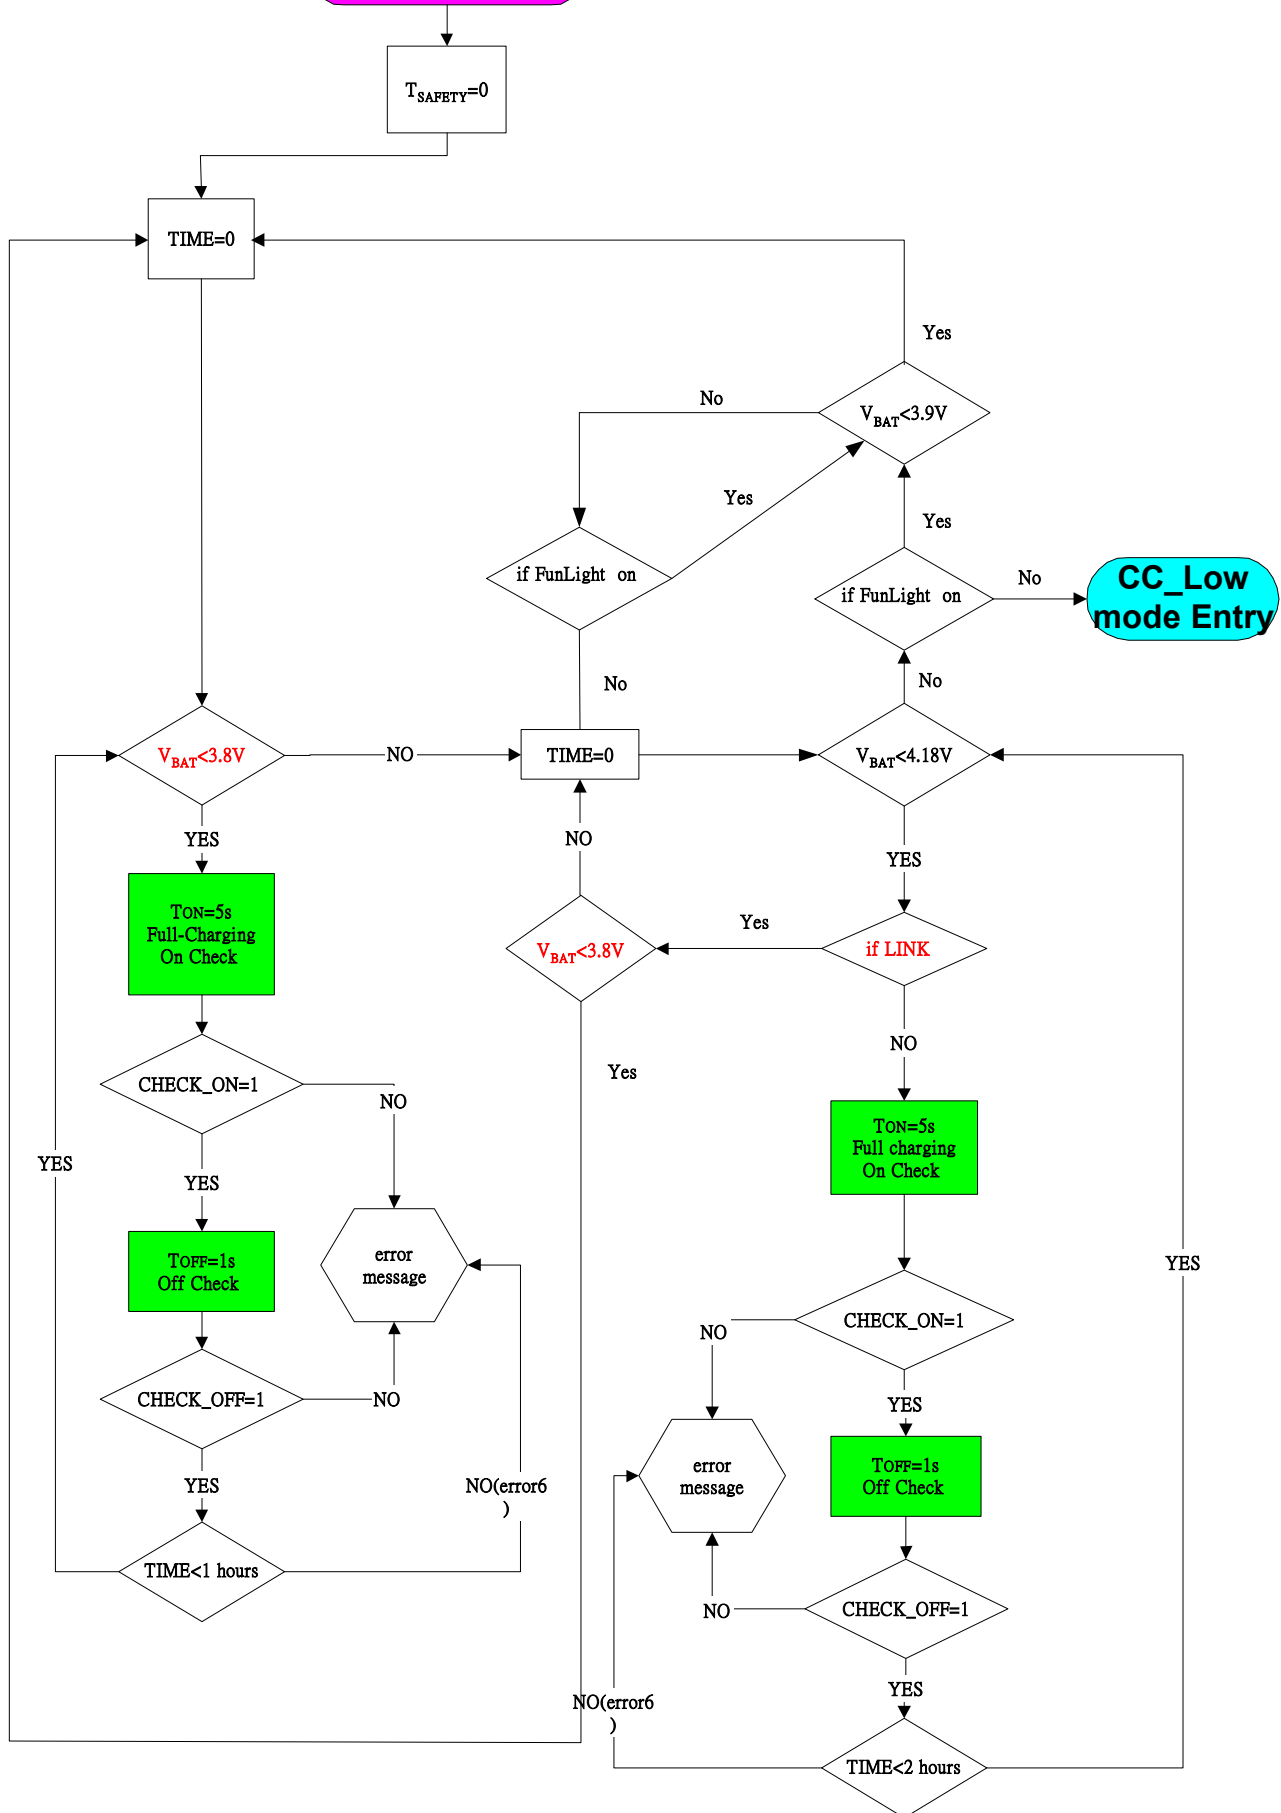 TSAFETY=0
TIME=0
Yes
No
VBAT<3.9V
Yes
Yes
if FunLight on
if FunLight on
No
CC_Low
mode Entry
No
No
VBAT<3.8V
NO
TIME=0
VBAT<4.18V
YES
NO
YES
TON=5s
Full-Charging
On Check
Yes
VBAT<3.8V
if LINK
NO
Yes
CHECK_ON=1
NO
TON=5s
Full charging
On Check
YES
YES
TOFF=1s
Off Check
error
message
YES
CHECK_ON=1
NO
CHECK_OFF=1
NO
YES
YES
NO(error6
)
error
message
TOFF=1s
Off Check
TIME<1 hours
NO
CHECK_OFF=1
YES
NO(error6
)
TIME<2 hours